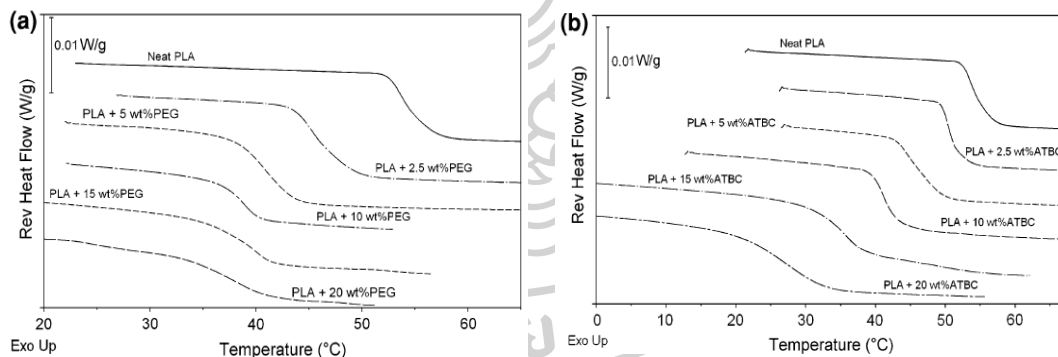 (a)
0.01 W/g
Neat PLA
PLA + 5 wt%PEG
PLA + 2.5 wt%PEG
PLA + 15 wt%PEG
PLA + 10 wt%PEG
PLA + 20 wt%PEG
Rev Heat Flow (W/g)
20 30 40 50 60
Exo Up
Temperature (°C)
(b)
0.01 W/g
Neat PLA
PLA + 5 wt%ATBC
PLA + 2.5 wt%ATBC
PLA + 15 wt%ATBC
PLA + 10 wt%ATBC
PLA + 20 wt%ATBC
Rev Heat Flow (W/g)
0 10 20 30 40 50 60
Exo Up
Temperature (°C)